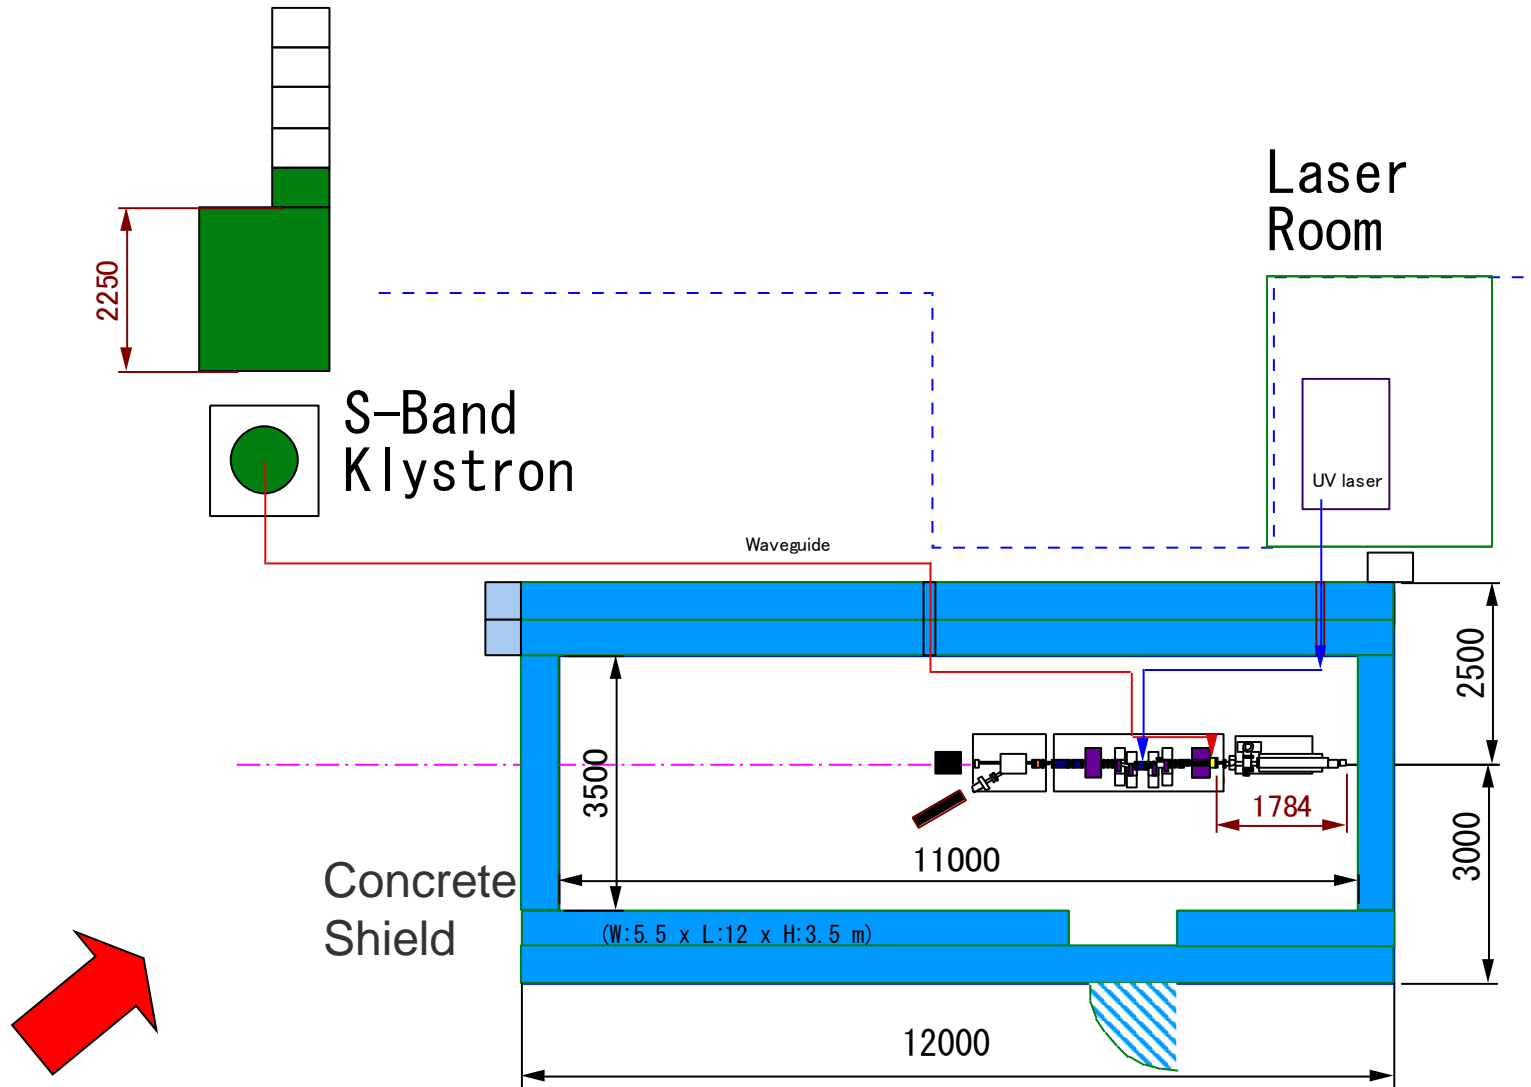 Laser
Room
2250
S-Band
Klystron
UV laser
Waveguide
2500
3500
1784
3000
11000
Concrete
Shield
(W:5.5 x L:12 x H:3.5 m)
12000